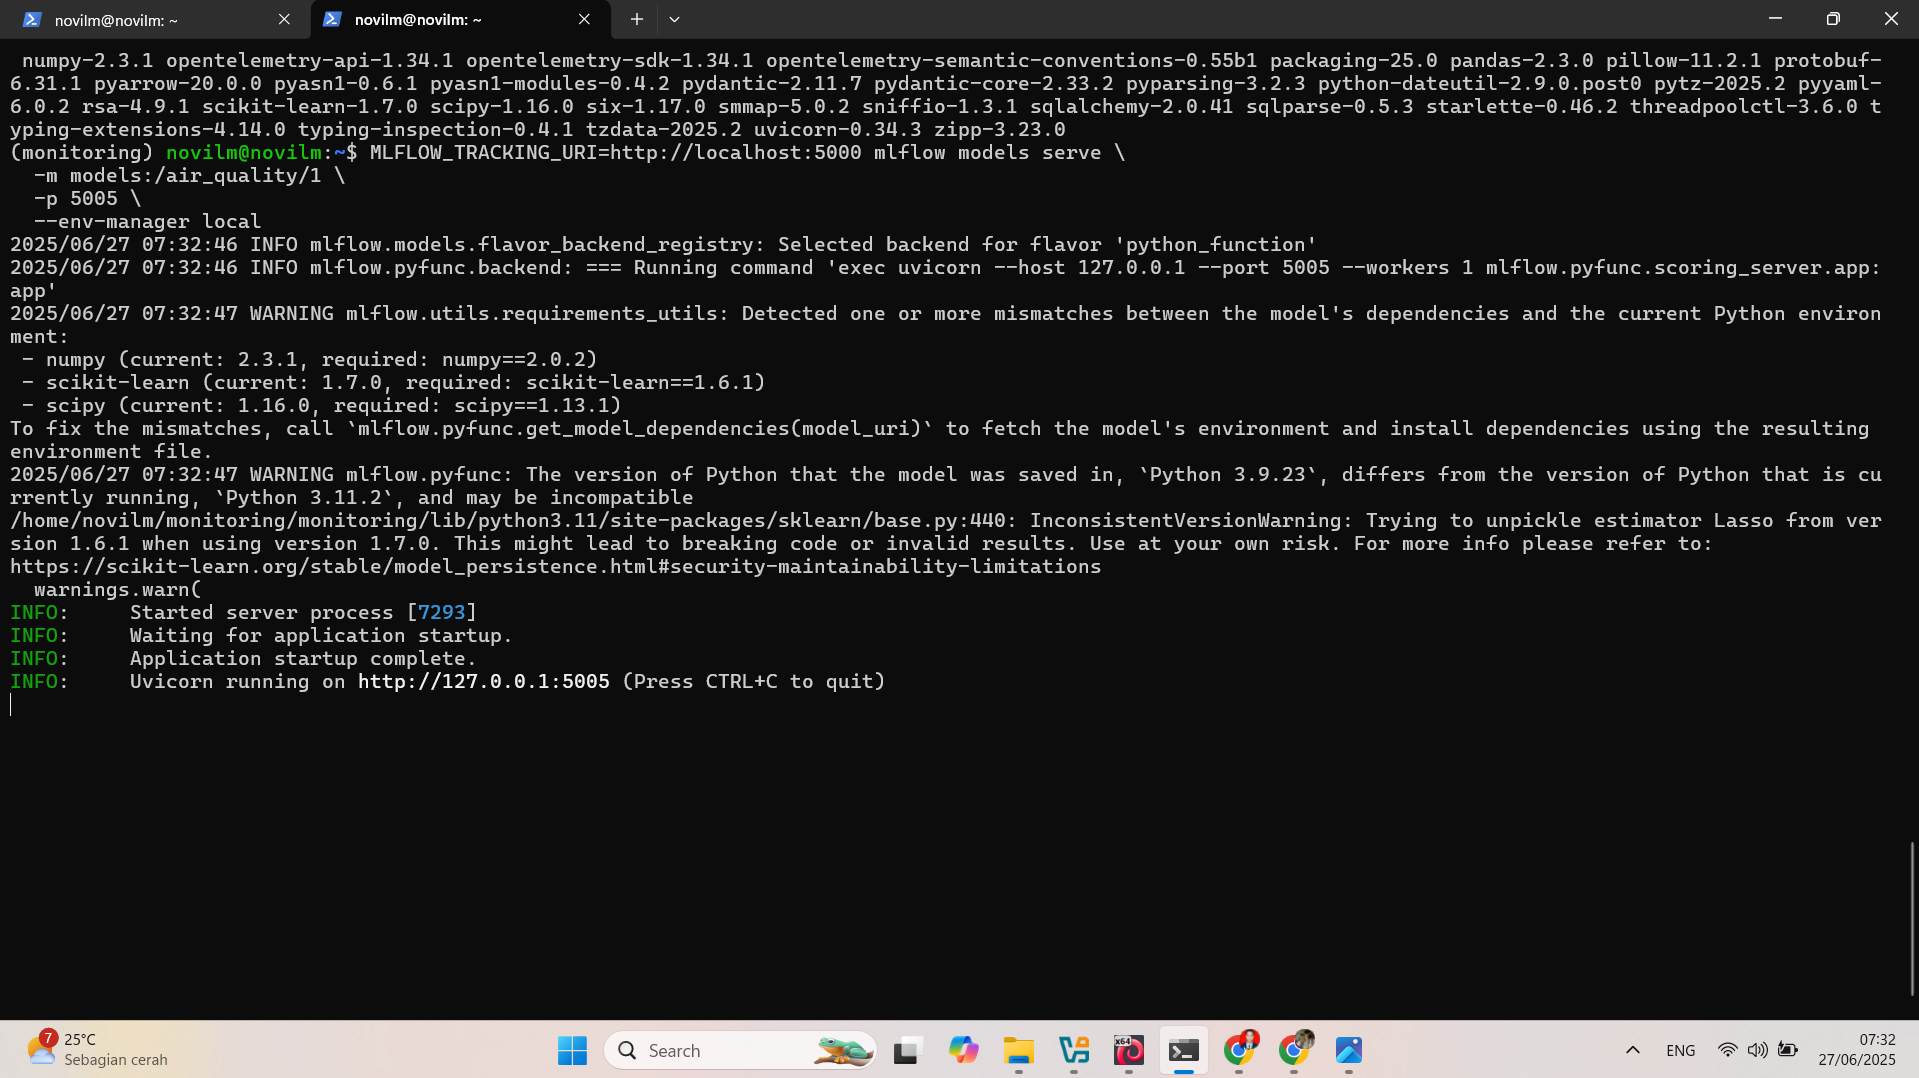 novilm@novilm: ~
novilm@novilm: ~
numpy-2.3.1 opentelemetry-api-1.34.1 opentelemetry-sdk-1.34.1 opentelemetry-semantic-conventions-0.55b1 packaging-25.0 pandas-2.3.0 pillow-11.2.1 protobuf-
6.31.1 pyarrow-20.0.0 pyasn1-0.6.1 pyasn1-modules-0.4.2 pydantic-2.11.7 pydantic-core-2.33.2 pyparsing-3.2.3 python-dateutil-2.9.0.post0 pytz-2025.2 pyyaml-
6.0.2 rsa-4.9.1 scikit-learn-1.7.0 scipy-1.16.0 six-1.17.0 smmap-5.0.2 sniffio-1.3.1 sqlalchemy-2.0.41 sqlparse-0.5.3 starlette-0.46.2 threadpoolctl-3.6.0 t
yping-extensions-4.14.0 typing-inspection-0.4.1 tzdata-2025.2 uvicorn-0.34.3 zipp-3.23.0
(monitoring) novilm@novilm:~$ MLFLOW_TRACKING_URI=http://localhost:5000 mlflow models serve \
-m models:/air_quality/1 \
-p 5005 \
--env-manager local
2025/06/27 07:32:46 INFO mlflow.models.flavor_backend_registry: Selected backend for flavor 'python_function'
2025/06/27 07:32:46 INFO mlflow.pyfunc.backend: === Running command 'exec uvicorn --host 127.0.0.1 --port 5005 --workers 1 mlflow.pyfunc.scoring_server.app:
app'
2025/06/27 07:32:47 WARNING mlflow.utils.requirements_utils: Detected one or more mismatches between the model's dependencies and the current Python environ
ment:
- numpy (current: 2.3.1, required: numpy==2.0.2)
- scikit-learn (current: 1.7.0, required: scikit-learn==1.6.1)
- scipy (current: 1.16.0, required: scipy==1.13.1)
To fix the mismatches, call `mlflow.pyfunc.get_model_dependencies(model_uri)` to fetch the model's environment and install dependencies using the resulting
environment file.
2025/06/27 07:32:47 WARNING mlflow.pyfunc: The version of Python that the model was saved in, `Python 3.9.23`, differs from the version of Python that is cu
rrently running, `Python 3.11.2`, and may be incompatible
/home/novilm/monitoring/monitoring/lib/python3.11/site-packages/sklearn/base.py:440: InconsistentVersionWarning: Trying to unpickle estimator Lasso from ver
sion 1.6.1 when using version 1.7.0. This might lead to breaking code or invalid results. Use at your own risk. For more info please refer to:
https://scikit-learn.org/stable/model_persistence.html#security-maintainability-limitations
warnings.warn(
INFO: Started server process [7293]
INFO: Waiting for application startup.
INFO: Application startup complete.
INFO: Uvicorn running on http://127.0.0.1:5005 (Press CTRL+C to quit)
7
25°C
Sebagian cerah
Search
x64
ENG
07:32
27/06/2025